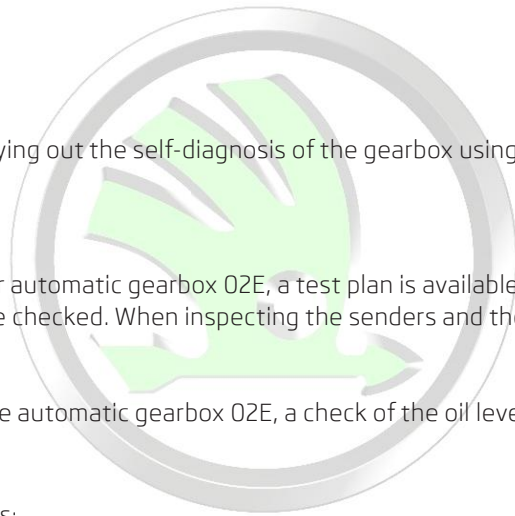 ying out the self-diagnosis of the gearbox using
automatic gearbox 02E, a test plan is available
e checked. When inspecting the senders and the
e automatic gearbox 02E, a check of the oil leve
s: